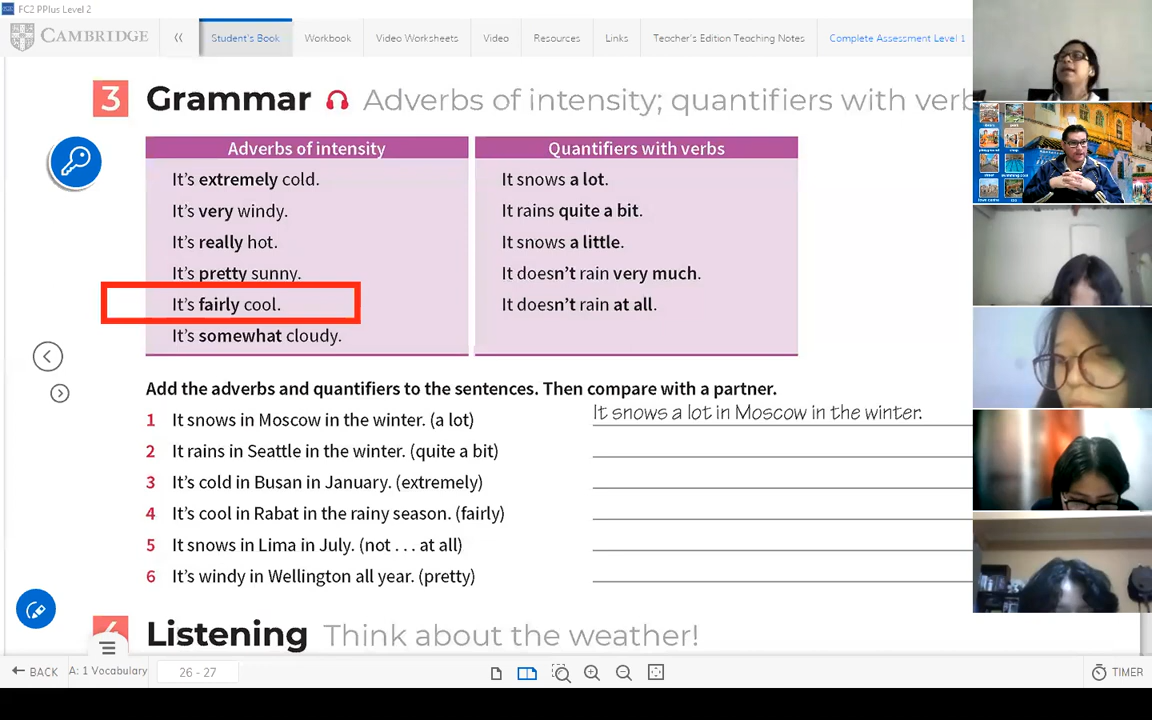 FC2 PPlus Level 2
CAMBRIDGE
Student's Book
Workbook
Video Worksheets
Video
Resources
Links
Teacher's Edition Teaching Notes
Complete Assessment Level 1
3 Grammar Adverbs of intensity; quantifiers with verb
Adverbs of intensity
It's extremely cold.
It's very windy.
It's really hot.
It's pretty sunny.
It's fairly cool.
It's somewhat cloudy.
Quantifiers with verbs
It snows a lot.
It rains quite a bit.
It snows a little.
It doesn't rain very much.
It doesn't rain at all.
Add the adverbs and quantifiers to the sentences. Then compare with a partner.
1 It snows in Moscow in the winter. (a lot)
It snows a lot in Moscow in the winter.
2 It rains in Seattle in the winter. (quite a bit)
3 It's cold in Busan in January. (extremely)
4 It's cool in Rabat in the rainy season. (fairly)
5 It snows in Lima in July. (not . . . at all)
6 It's windy in Wellington all year. (pretty)
Listening Think about the weather!
BACK
A: 1 Vocabulary
26 - 27
TIMER